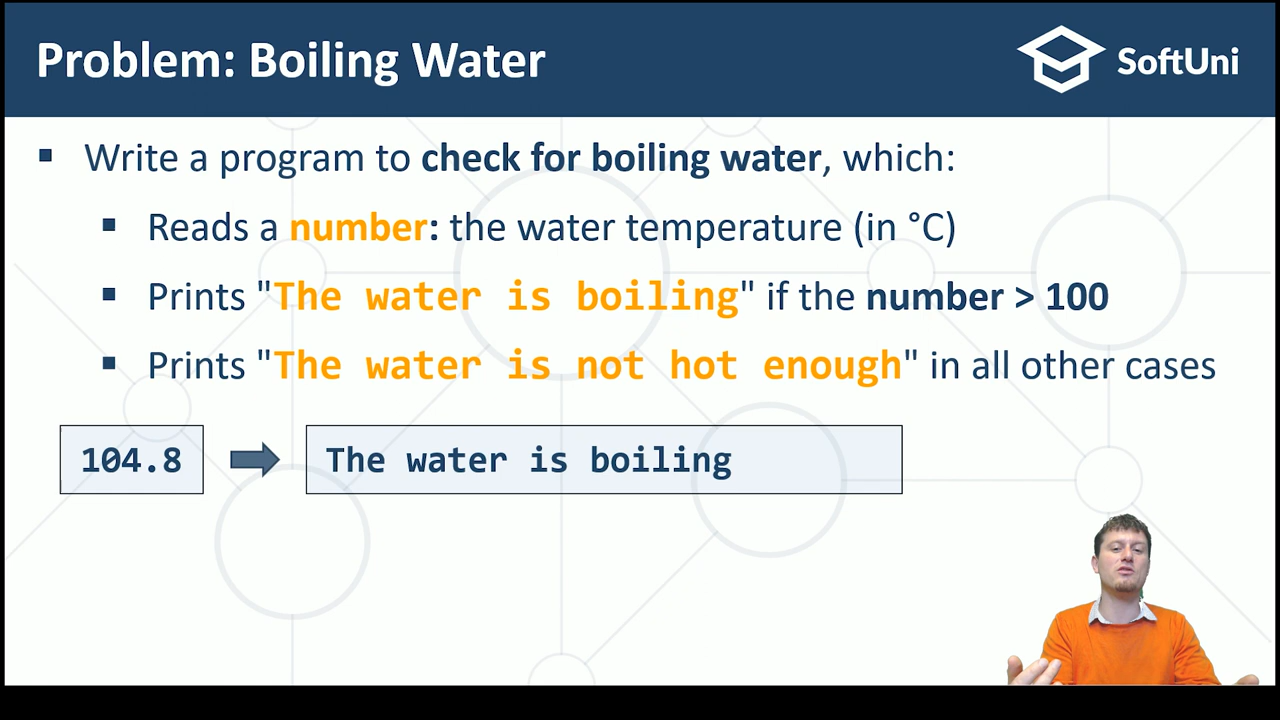 Problem: Boiling Water
SoftUni
▪ Write a program to check for boiling water, which:
▪ Reads a number: the water temperature (in °C)
▪ Prints "The water is boiling" if the number > 100
▪ Prints "The water is not hot enough" in all other cases
104.8
The water is boiling